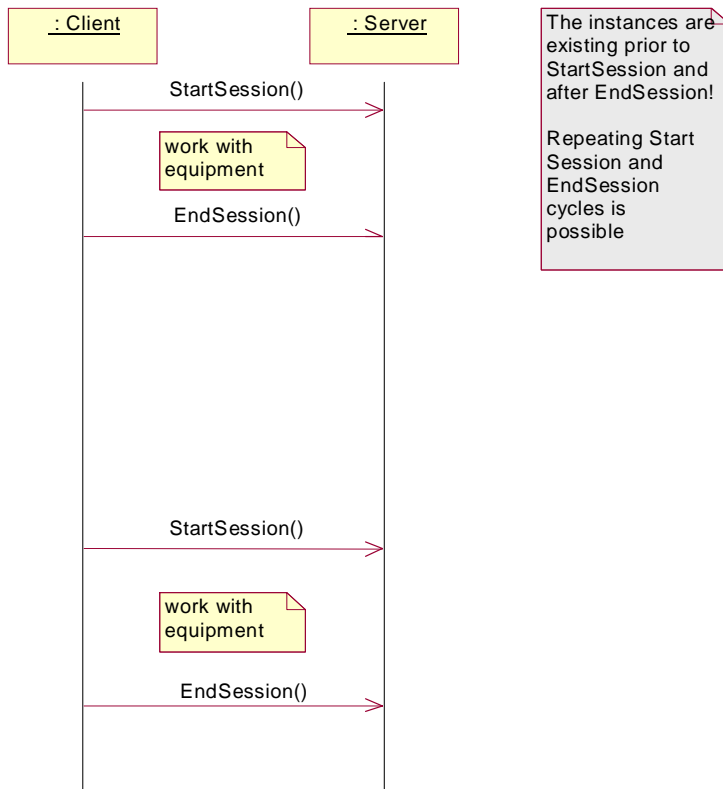 : Client
: Server
The instances are
existing prior to
StartSession and
after EndSession!
Repeating Start
Session and
EndSession
cycles is
possible
StartSession()
work with
equipment
EndSession()
StartSession()
work with
equipment
EndSession()